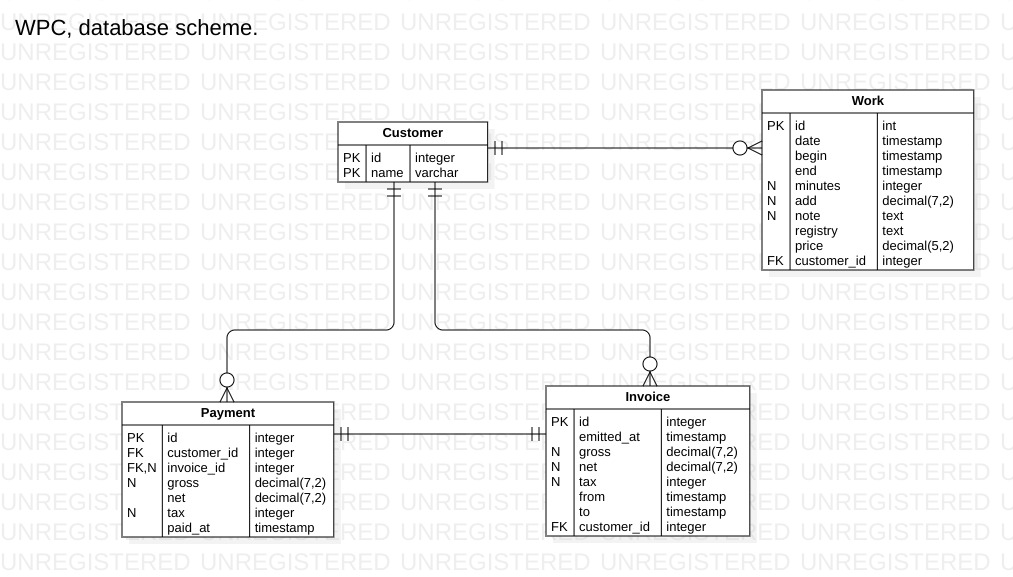 WPC, database scheme.
Customer
PK id integer
PK name varchar
Work
PK id int
date timestamp
begin timestamp
end timestamp
N minutes integer
N add decimal(7,2)
N note text
registry text
price decimal(5,2)
FK customer_id integer
Payment
PK id integer
FK customer_id integer
FK,N invoice_id integer
N gross decimal(7,2)
net decimal(7,2)
N tax integer
paid_at timestamp
Invoice
PK id integer
emitted_at timestamp
N gross decimal(7,2)
N net decimal(7,2)
N tax integer
from timestamp
to timestamp
FK customer_id integer
UNREGISTERED